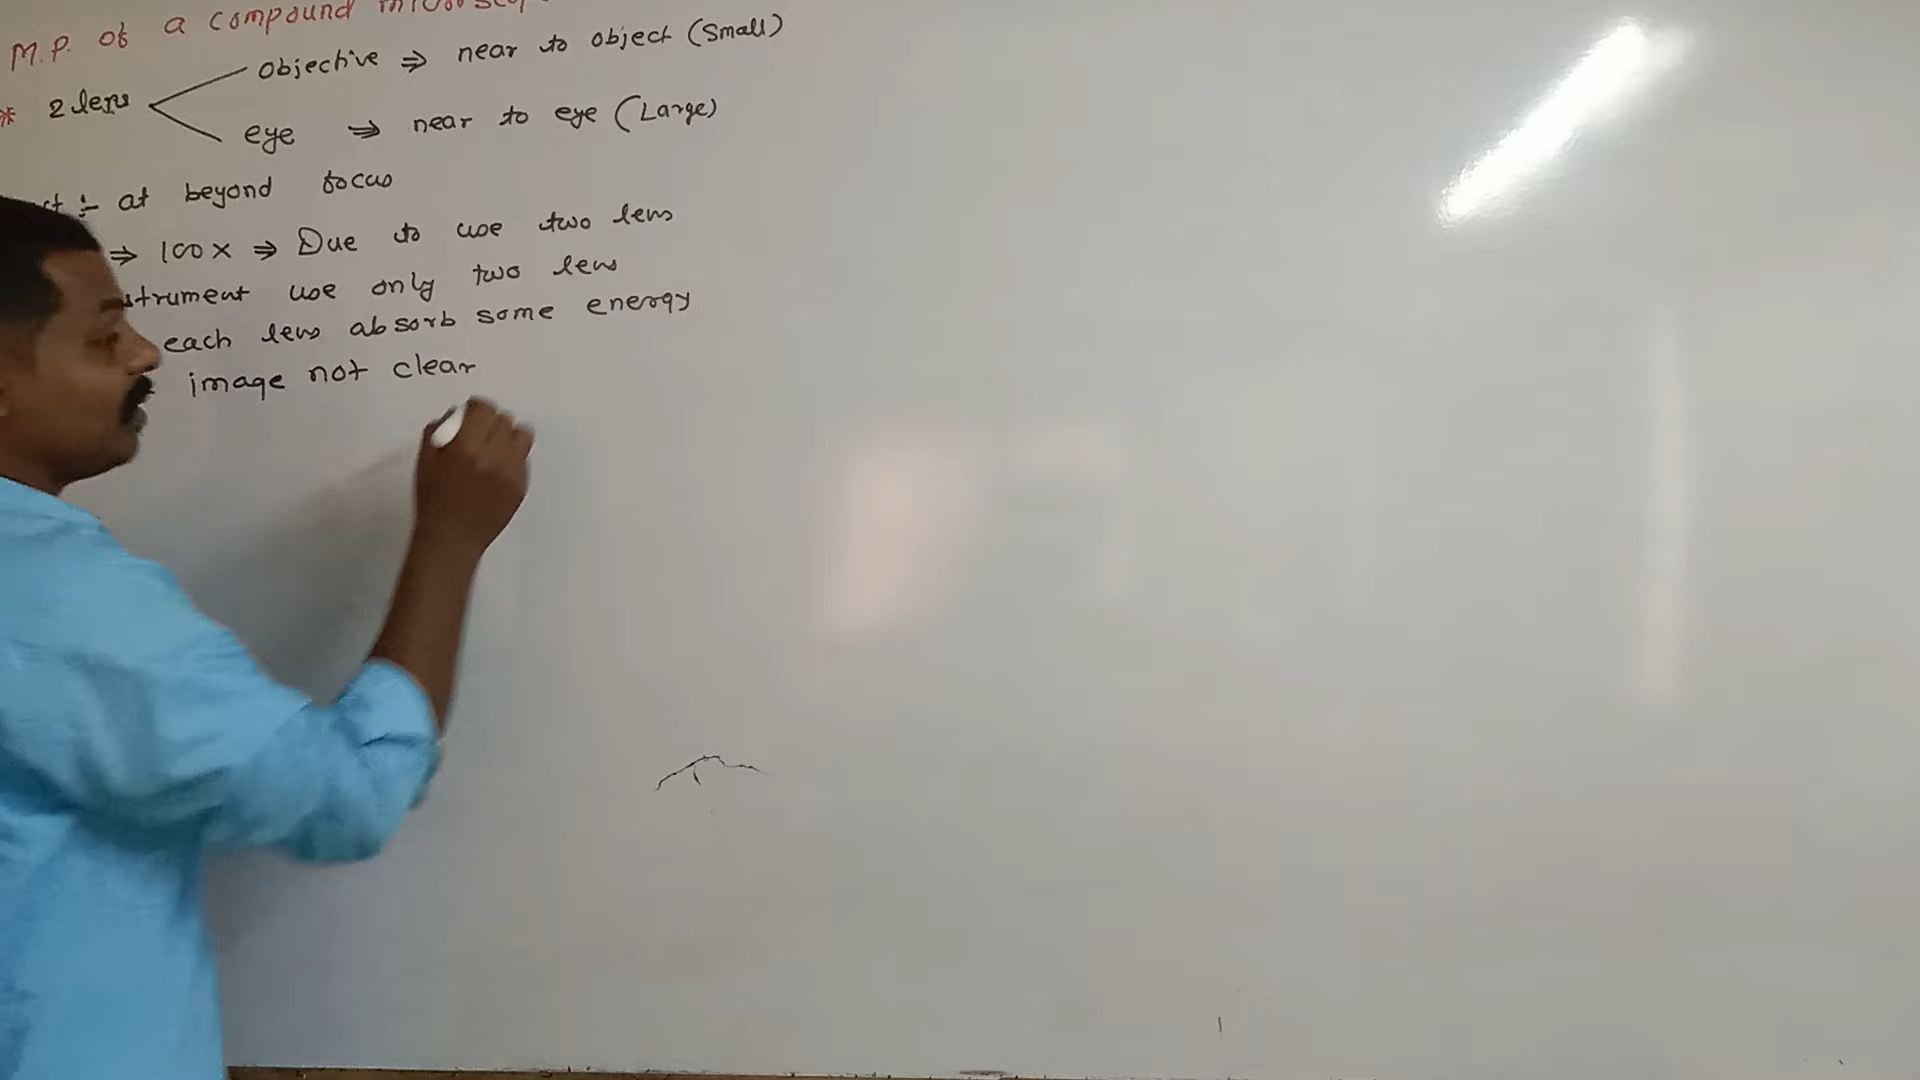 M.P. of a compound
* 2 lens objective ⇒ near to object (Small)
eye ⇒ near to eye (Large)
:- at beyond focus
⇒ 100x ⇒ Due to use two lens
use only two lens
each lens absorb some energy
image not clear